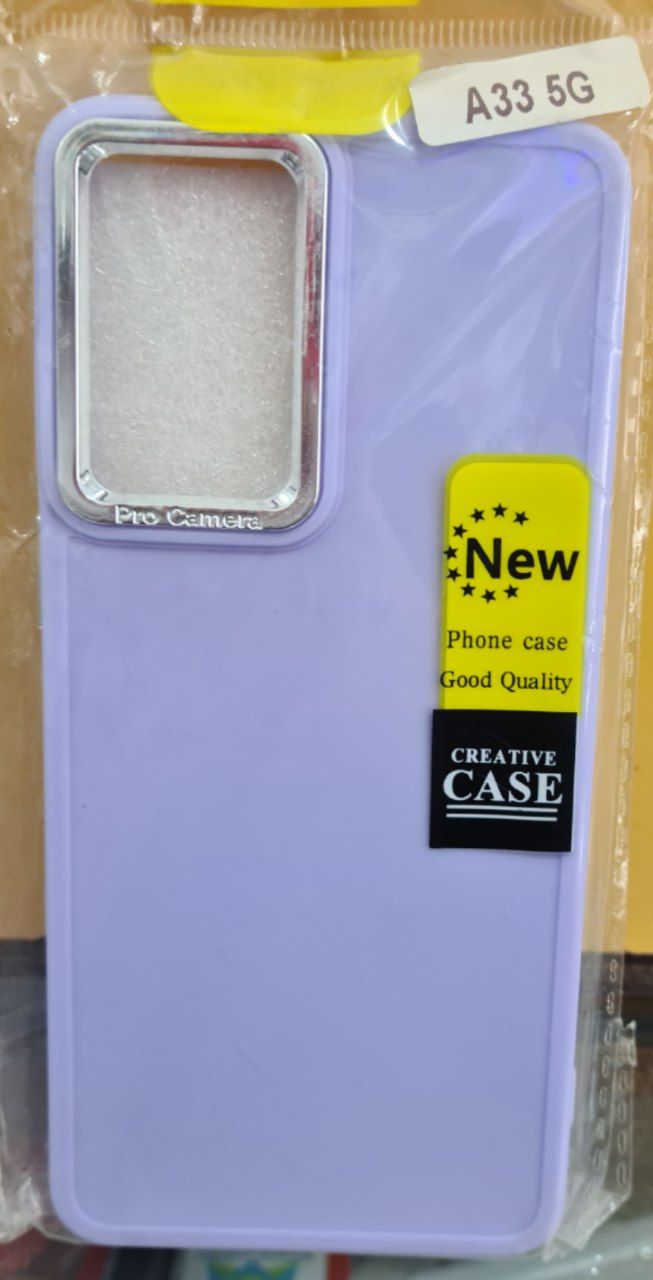 A33 5G
Pro Camera
New
Phone case
Good Quality
CREATIVE
CASE